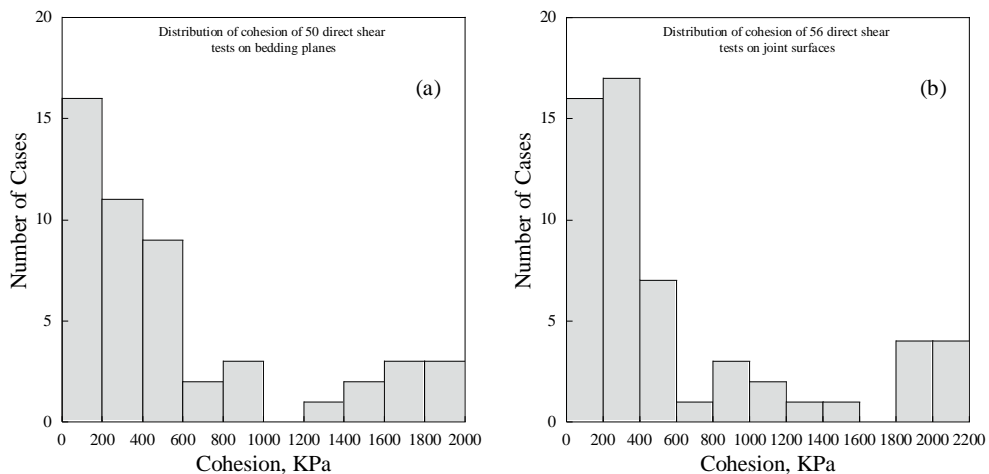 20
15
10
5
0
Number of Cases
Distribution of cohesion of 50 direct shear
tests on bedding planes
(a)
0 200 400 600 800 1000 1200 1400 1600 1800 2000
Cohesion, KPa
20
15
10
5
0
Number of Cases
Distribution of cohesion of 56 direct shear
tests on joint surfaces
(b)
0 200 400 600 800 1000 1200 1400 1600 1800 2000 2200
Cohesion, KPa